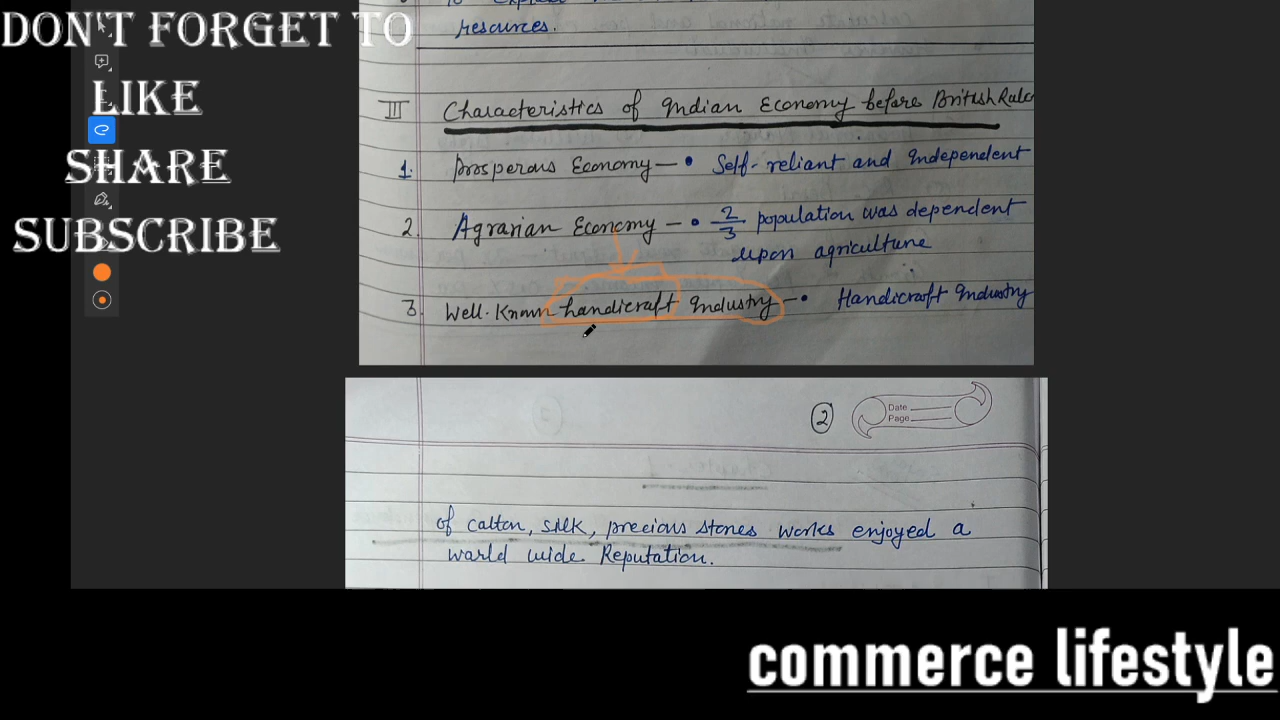 DON'T FORGET TO
LIKE
SHARE
SUBSCRIBE
resources.
III Characteristics of Indian Economy before British Rule
1. Prosperous Economy — • Self-reliant and Independent
2. Agrarian Economy — • 2/3 population was dependent
upon agriculture
3. Well-Known handicraft Industry — • Handicraft Industry
2
Date
Page
of cotton, silk, precious stones works enjoyed a
world wide Reputation.
commerce lifestyle